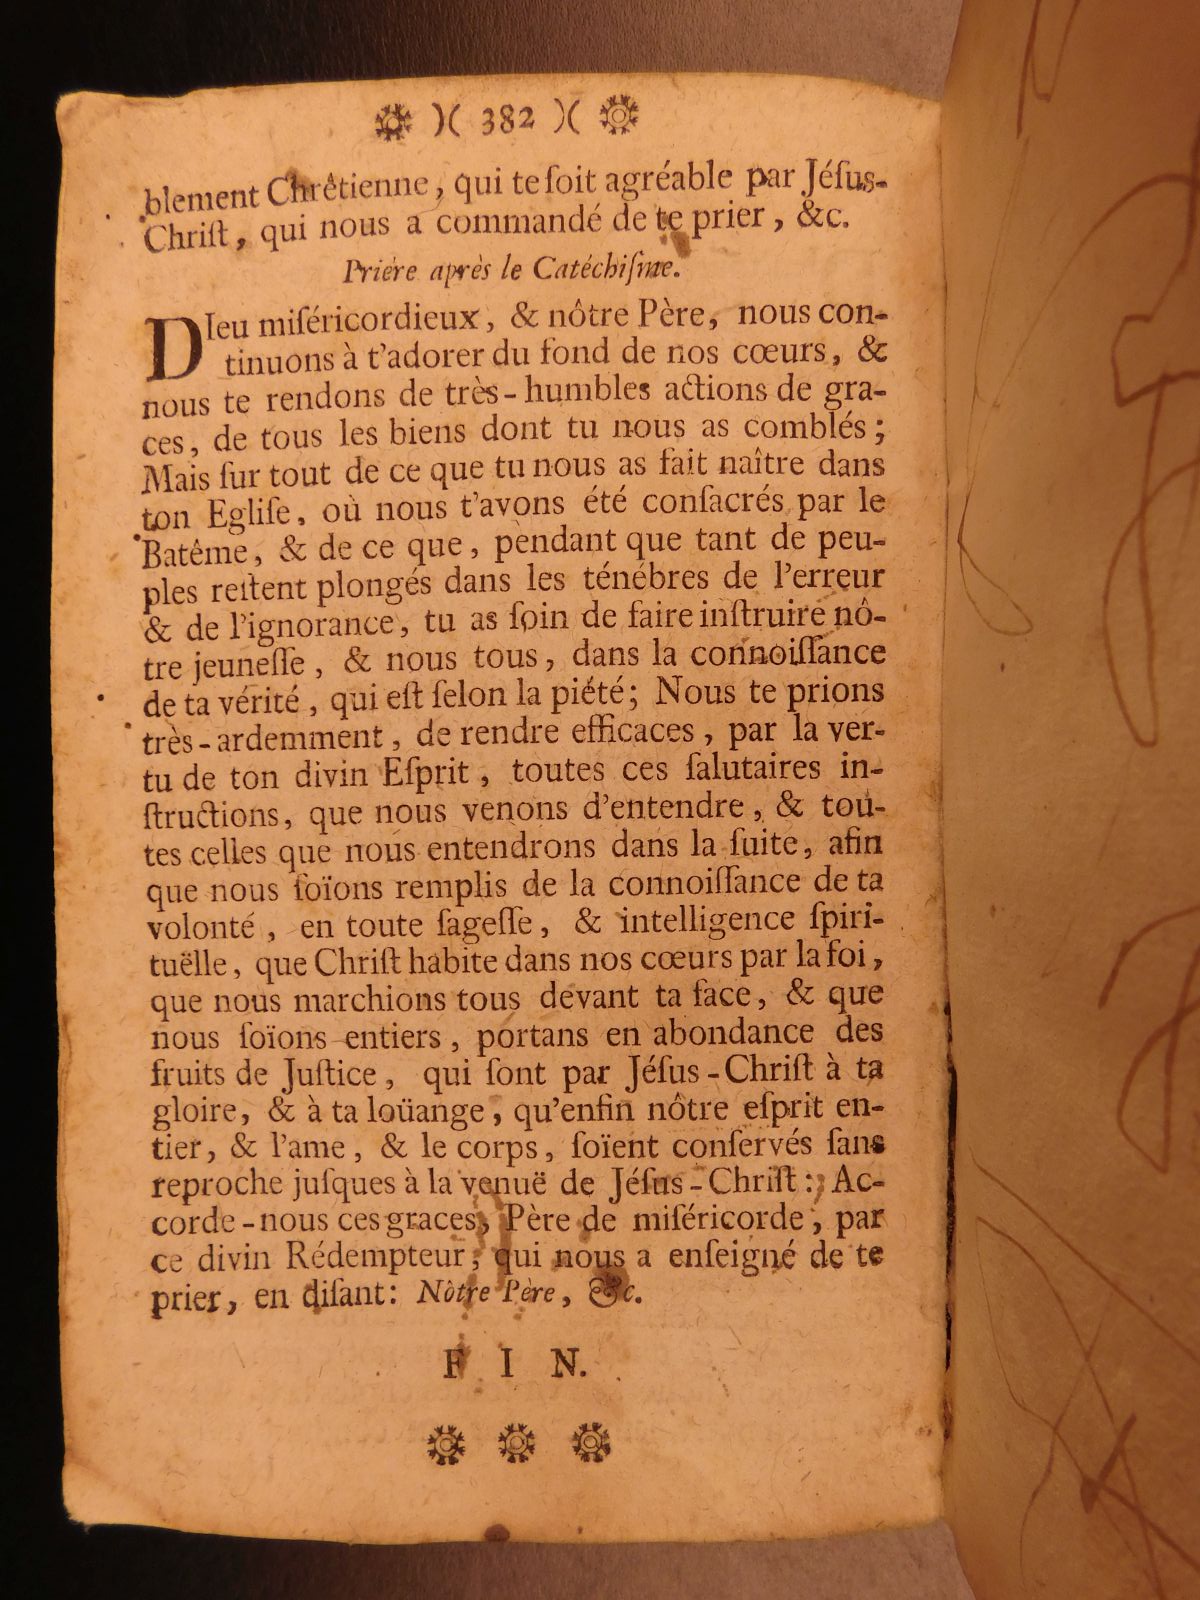 )( 382 )(
blement Chrêtienne, qui te ſoit agréable par Jéſus-
Chriſt, qui nous a commandé de te prier, &c.
Priére après le Catéchiſme.
DIeu miſéricordieux, & nôtre Père, nous con-
tinuons à t'adorer du fond de nos cœurs, &
nous te rendons de très-humbles actions de gra-
ces, de tous les biens dont tu nous as comblés;
Mais ſur tout de ce que tu nous as fait naître dans
ton Egliſe, où nous t'avons été conſacrés par le
Batême, & de ce que, pendant que tant de peu-
ples reſtent plongés dans les ténébres de l'erreur
& de l'ignorance, tu as ſoin de faire inſtruire nô-
tre jeuneſſe, & nous tous, dans la connoiſſance
de ta vérité, qui eſt ſelon la piété; Nous te prions
très-ardemment, de rendre efficaces, par la ver-
tu de ton divin Eſprit, toutes ces ſalutaires in-
ſtructions, que nous venons d'entendre, & tou-
tes celles que nous entendrons dans la ſuite, afin
que nous ſoïons remplis de la connoiſſance de ta
volonté, en toute ſageſſe, & intelligence ſpiri-
tuëlle, que Chriſt habite dans nos cœurs par la foi,
que nous marchions tous devant ta face, & que
nous ſoïons entiers, portans en abondance des
fruits de Juſtice, qui ſont par Jéſus-Chriſt à ta
gloire, & à ta loüange, qu'enfin nôtre eſprit en-
tier, & l'ame, & le corps, ſoïent conſervés ſans
reproche juſques à la venuë de Jéſus-Chriſt: Ac-
corde-nous ces graces, Père de miſéricorde, par
ce divin Rédempteur, qui nous a enſeigné de te
prier, en diſant: Nôtre Père, &c.
F I N.